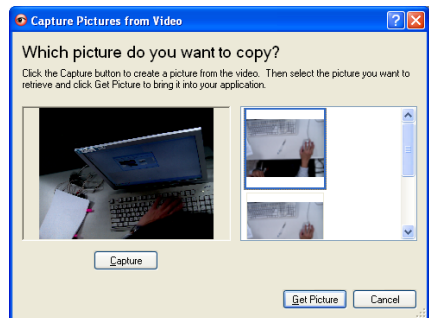 Capture Pictures from Video
Which picture do you want to copy?
Click the Capture button to create a picture from the video. Then select the picture you want to
retrieve and click Get Picture to bring it into your application.
Capture
Get Picture
Cancel